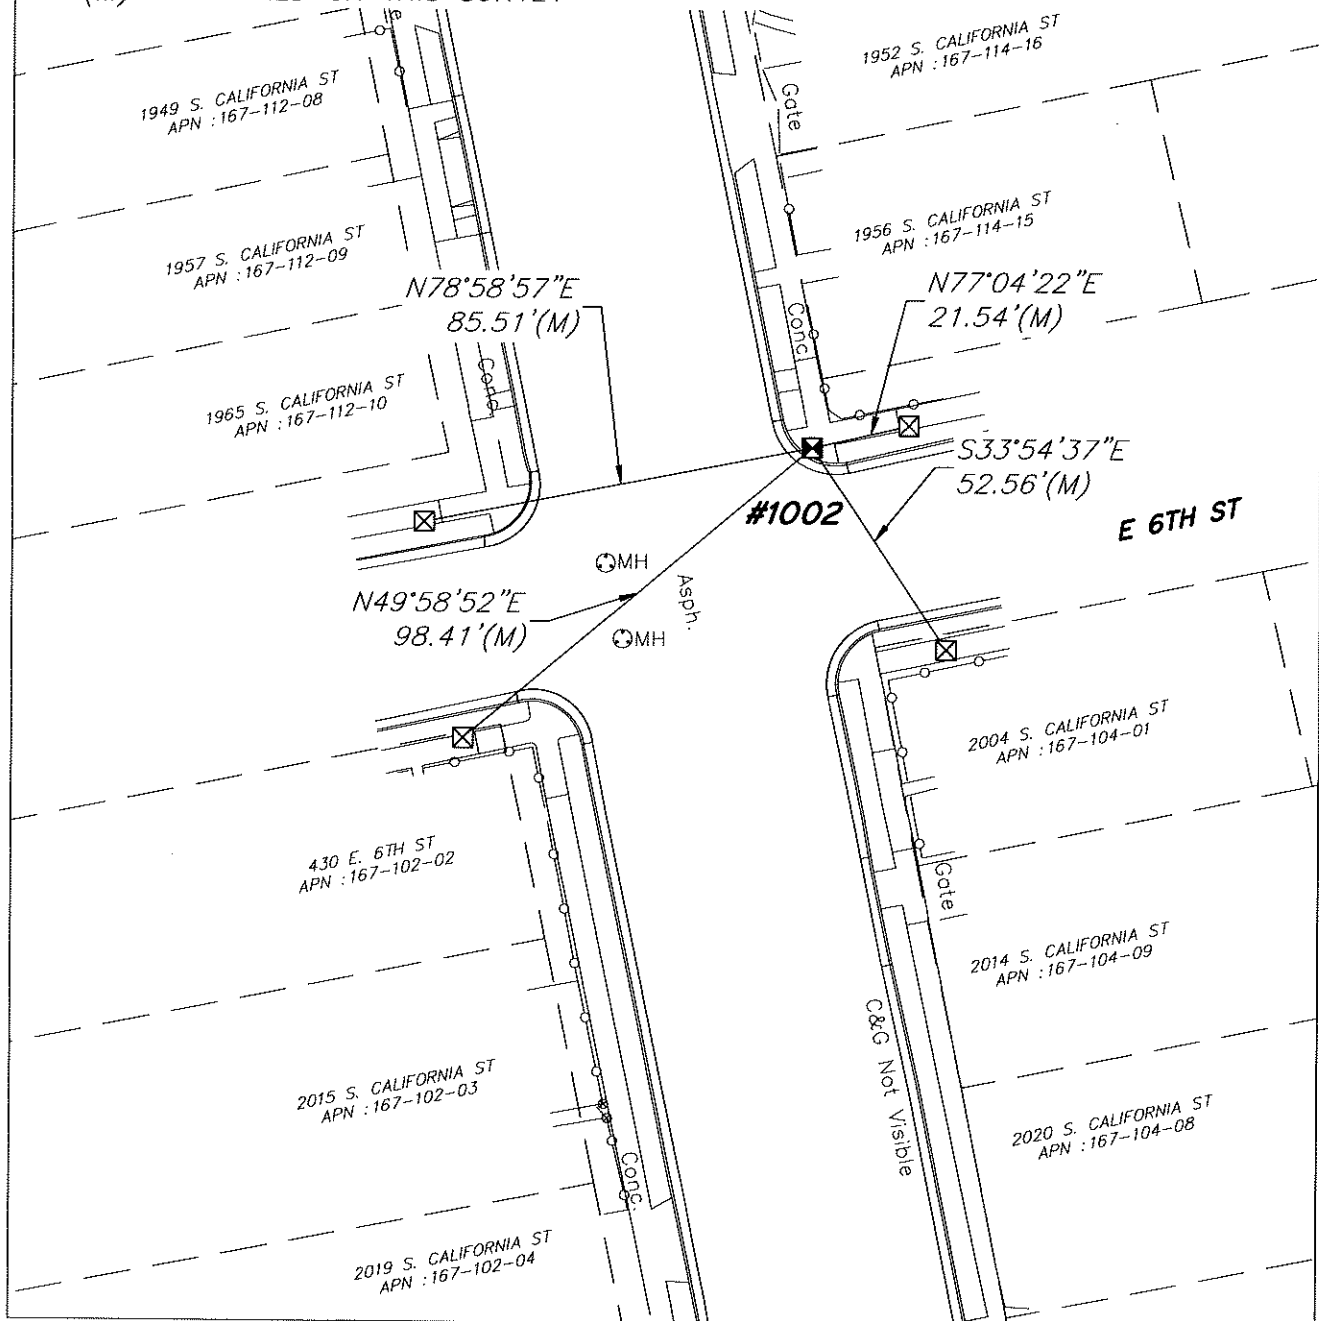 1949 S. CALIFORNIA ST
APN :167-112-08
1952 S. CALIFORNIA ST
APN :167-114-16
Gate
1957 S. CALIFORNIA ST
APN :167-112-09
1956 S. CALIFORNIA ST
APN :167-114-15
N78°58'57"E
85.51'(M)
N77°04'22"E
21.54'(M)
Conc
Conc
1965 S. CALIFORNIA ST
APN :167-112-10
S33°54'37"E
52.56'(M)
#1002
E 6TH ST
MH
Asph.
N49°58'52"E
98.41'(M)
MH
2004 S. CALIFORNIA ST
APN :167-104-01
430 E. 6TH ST
APN :167-102-02
Gate
2014 S. CALIFORNIA ST
APN :167-104-09
C&G Not Visible
2015 S. CALIFORNIA ST
APN :167-102-03
2020 S. CALIFORNIA ST
APN :167-104-08
Conc.
2019 S. CALIFORNIA ST
APN :167-102-04